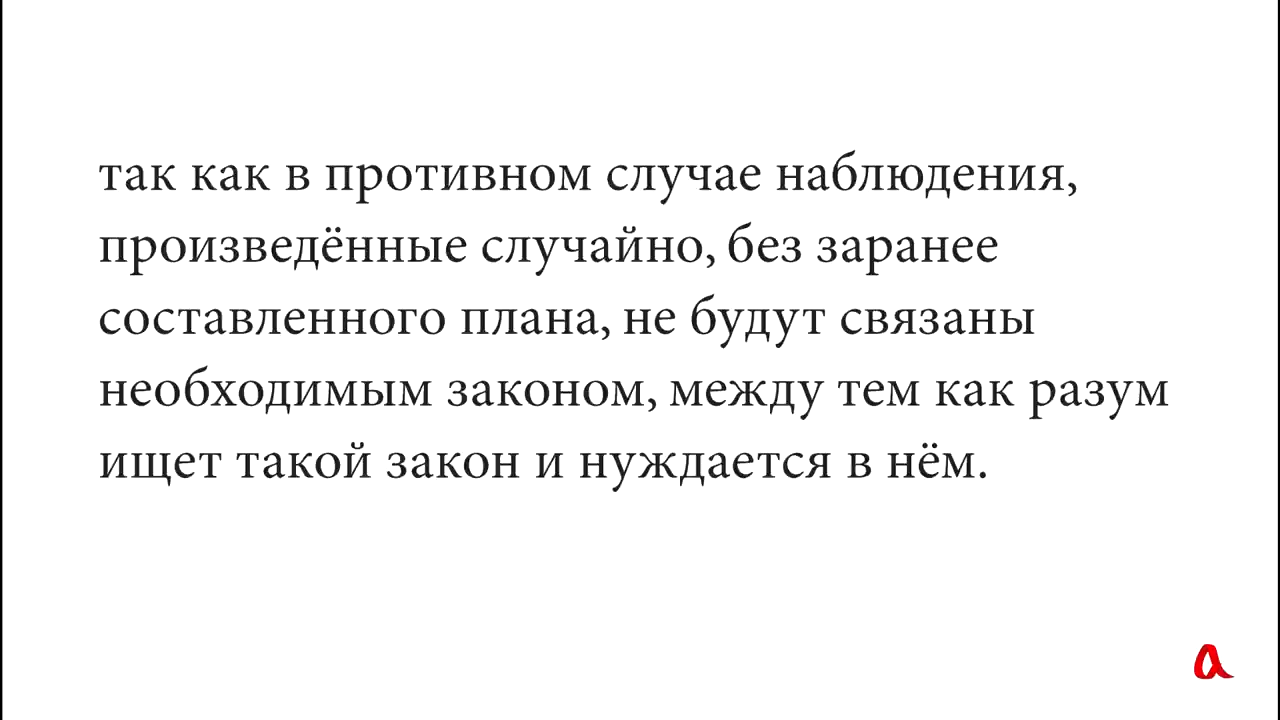 так как в противном случае наблюдения,
произведённые случайно, без заранее
составленного плана, не будут связаны
необходимым законом, между тем как разум
ищет такой закон и нуждается в нём.
a